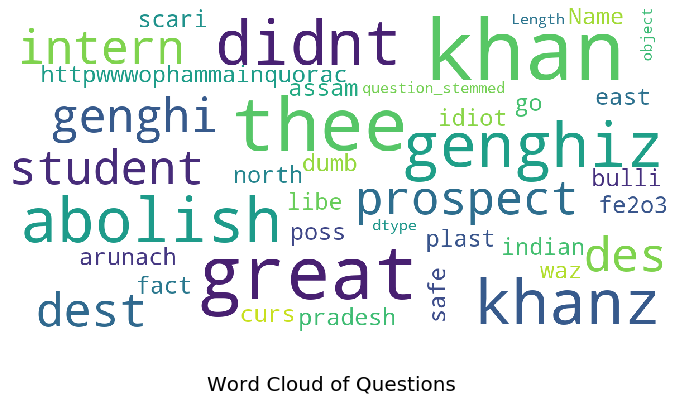 scari
Length
Name
object
intern
didnt
khan
httpwwwophammainquorac
assam
question_stemmed
east
genghi
thee
idiot
go
genghiz
student
north
dumb
bulli
abolish
libe
prospect
fe2o3
poss
dtype
plast
indian
des
arunach
great
waz
fact
safe
khanz
dest
curs
pradesh
Word Cloud of Questions